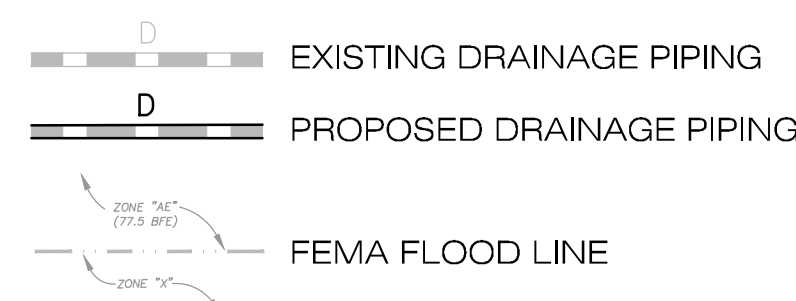 D
EXISTING DRAINAGE PIPING
D
PROPOSED DRAINAGE PIPING
ZONE "AE"
(77.5 BFE)
FEMA FLOOD LINE
ZONE "X"